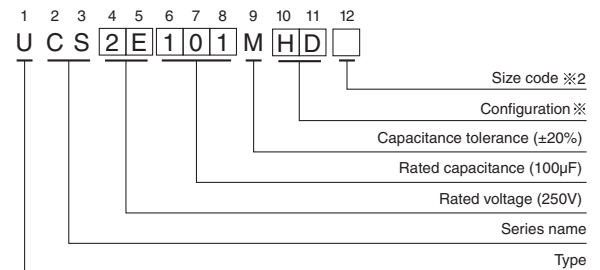 1 2 3 4 5 6 7 8 9 10 11 12
U C S 2 E 1 0 1 M H D
Size code ※2
Configuration ※
Capacitance tolerance (±20%)
Rated capacitance (100µF)
Rated voltage (250V)
Series name
Type